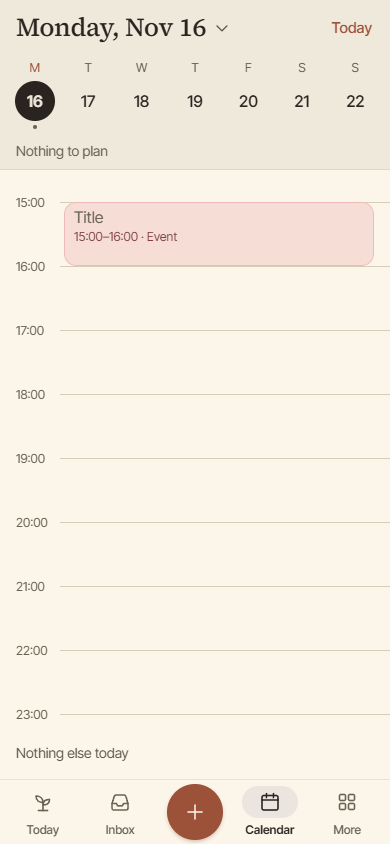 Monday, Nov 16
Today
M T W T F S S
16 17 18 19 20 21 22
Nothing to plan
15:00
Title
15:00–16:00 · Event
16:00
17:00
18:00
19:00
20:00
21:00
22:00
23:00
Nothing else today
Today Inbox Calendar More